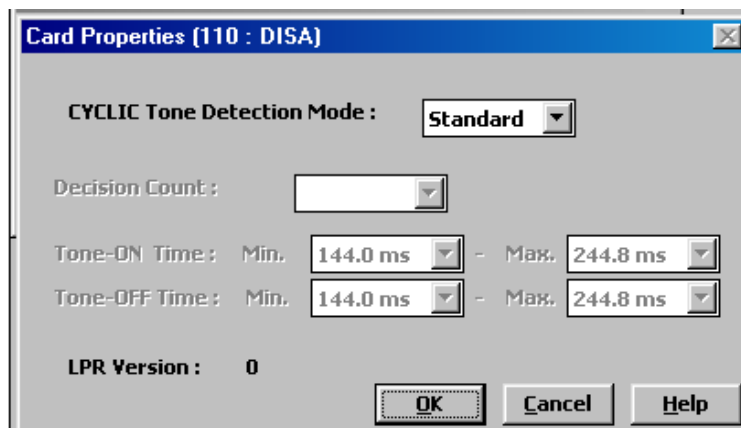 Card Properties (110 : DISA)
CYCLIC Tone Detection Mode : Standard
Decision Count :
Tone-ON Time : Min. 144.0 ms - Max. 244.8 ms
Tone-OFF Time : Min. 144.0 ms - Max. 244.8 ms
LPR Version : 0
OK Cancel Help